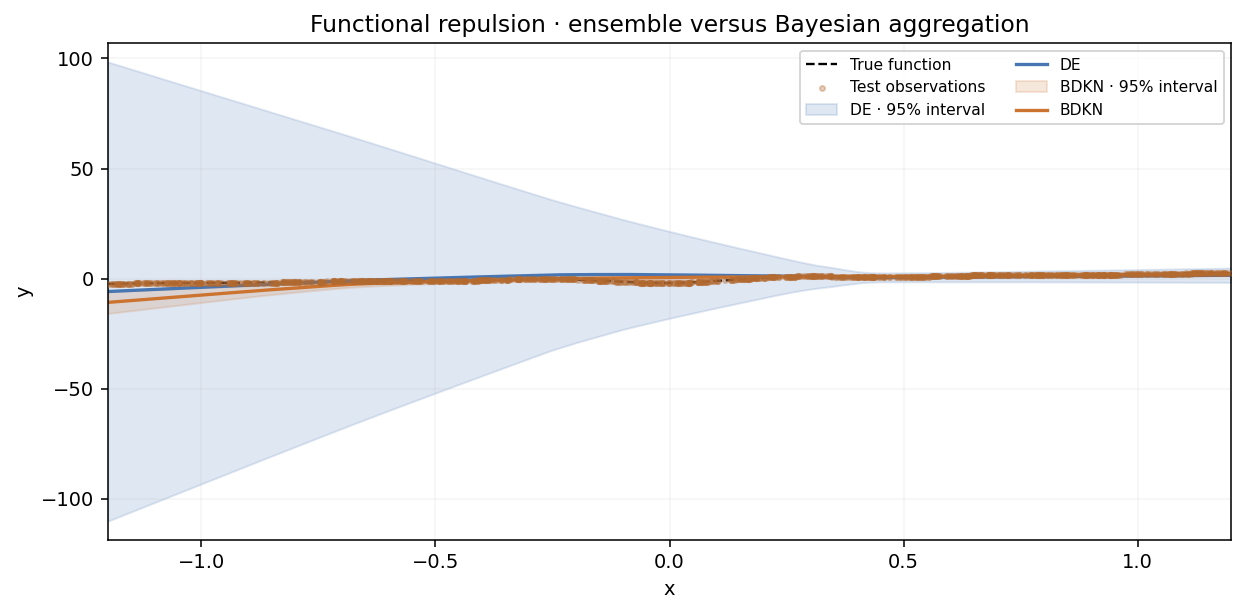 Functional repulsion · ensemble versus Bayesian aggregation
True function
Test observations
DE · 95% interval
DE
BDKN · 95% interval
BDKN
100
50
0
−50
−100
y
−1.0
−0.5
0.0
0.5
1.0
x